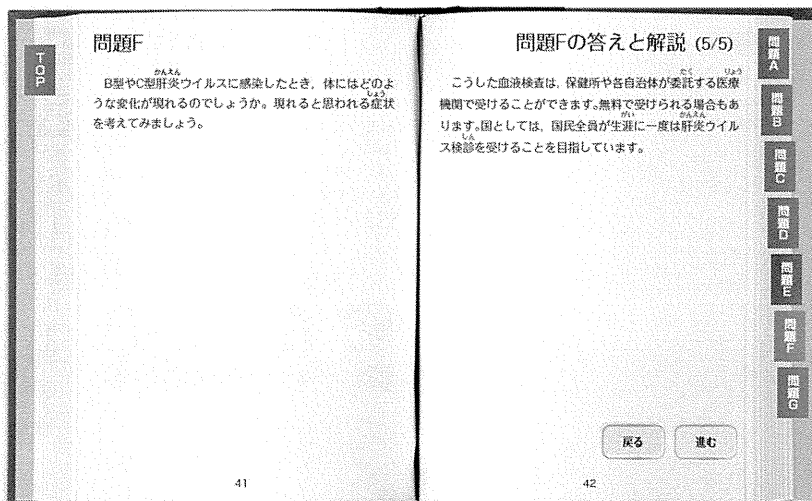 TOP
問題F
B型やC型肝炎ウイルスに感染したとき，体にはどのよ
うな変化が現れるのでしょうか。現れると思われる症状
を考えてみましょう。
41
問題Fの答えと解説 (5/5)
こうした血液検査は，保健所や各自治体が委託する医療
機関で受けることができます。無料で受けられる場合もあ
ります。国としては，国民全員が生涯に一度は肝炎ウイル
ス検診を受けることを目指しています。
戻る
進む
42
問題A
問題B
問題C
問題D
問題E
問題F
問題G